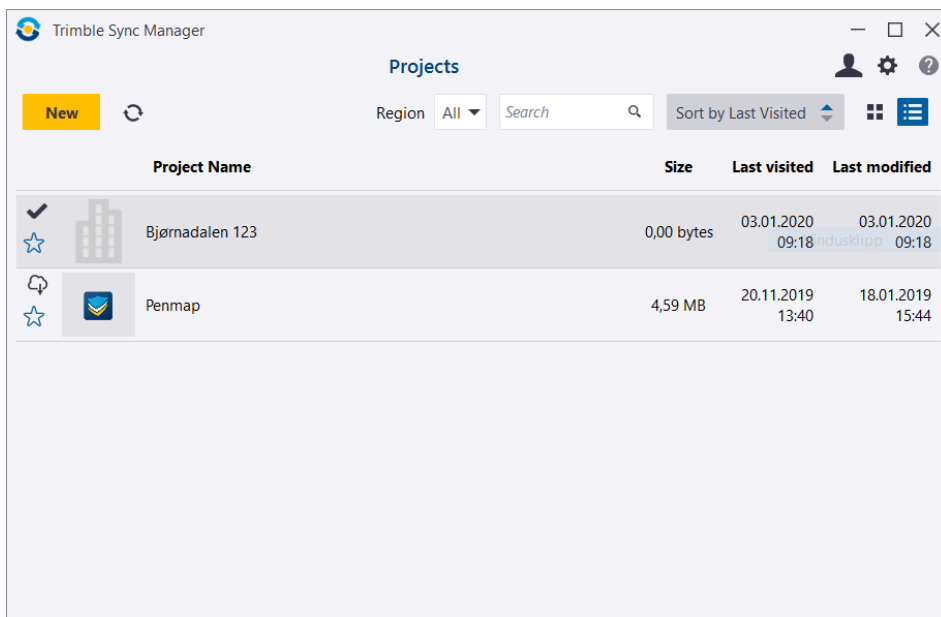 Trimble Sync Manager
Projects
New Region All Search Sort by Last Visited
Project Name Size Last visited Last modified
Bjørnadalen 123 0,00 bytes 03.01.2020 09:18 03.01.2020 09:18
Penmap 4,59 MB 20.11.2019 13:40 18.01.2019 15:44